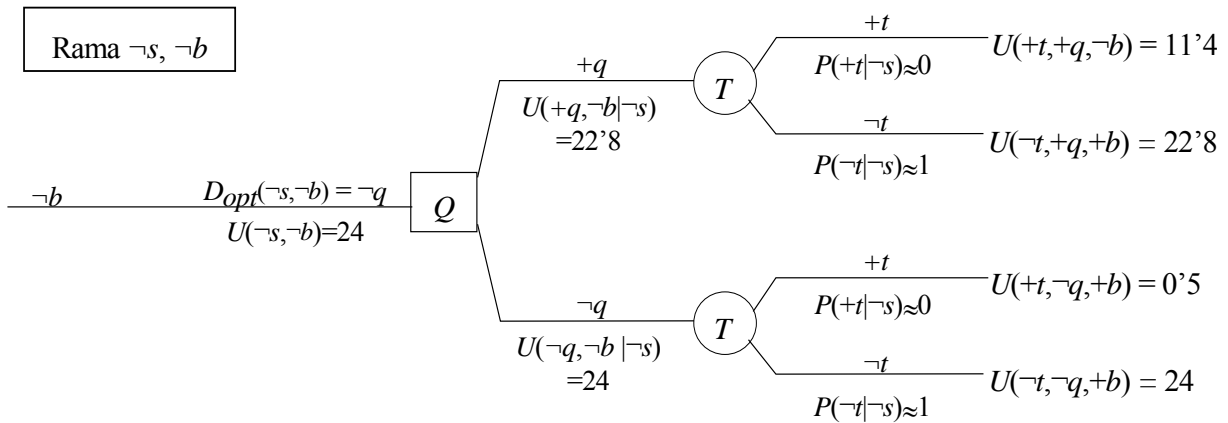 Rama ¬s, ¬b
¬b
D_opt(¬s,¬b) = ¬q
U(¬s,¬b)=24
Q
+q
U(+q,¬b|¬s)
=22'8
T
+t
P(+t|¬s)≈0
U(+t,+q,¬b) = 11'4
¬t
P(¬t|¬s)≈1
U(¬t,+q,+b) = 22'8
¬q
U(¬q,¬b |¬s)
=24
T
+t
P(+t|¬s)≈0
U(+t,¬q,+b) = 0'5
¬t
P(¬t|¬s)≈1
U(¬t,¬q,+b) = 24